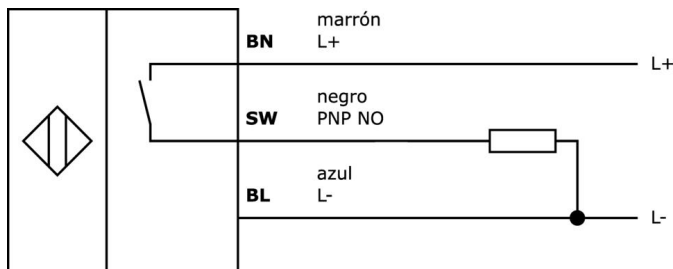 marrón
BN L+
L+
negro
SW PNP NO
azul
BL L-
L-